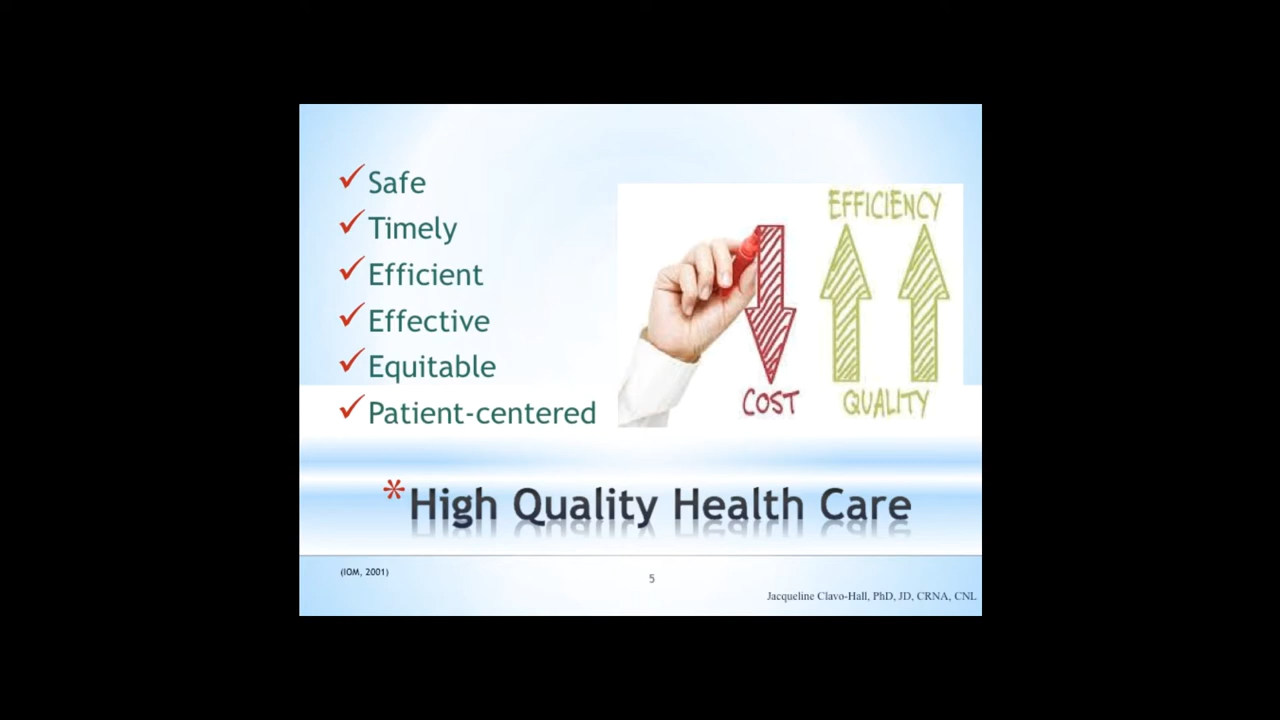 Safe
Timely
Efficient
Effective
Equitable
Patient-centered
EFFICIENCY
COST
QUALITY
*High Quality Health Care
(IOM, 2001)
5
Jacqueline Clavo-Hall, PhD, JD, CRNA, CNL